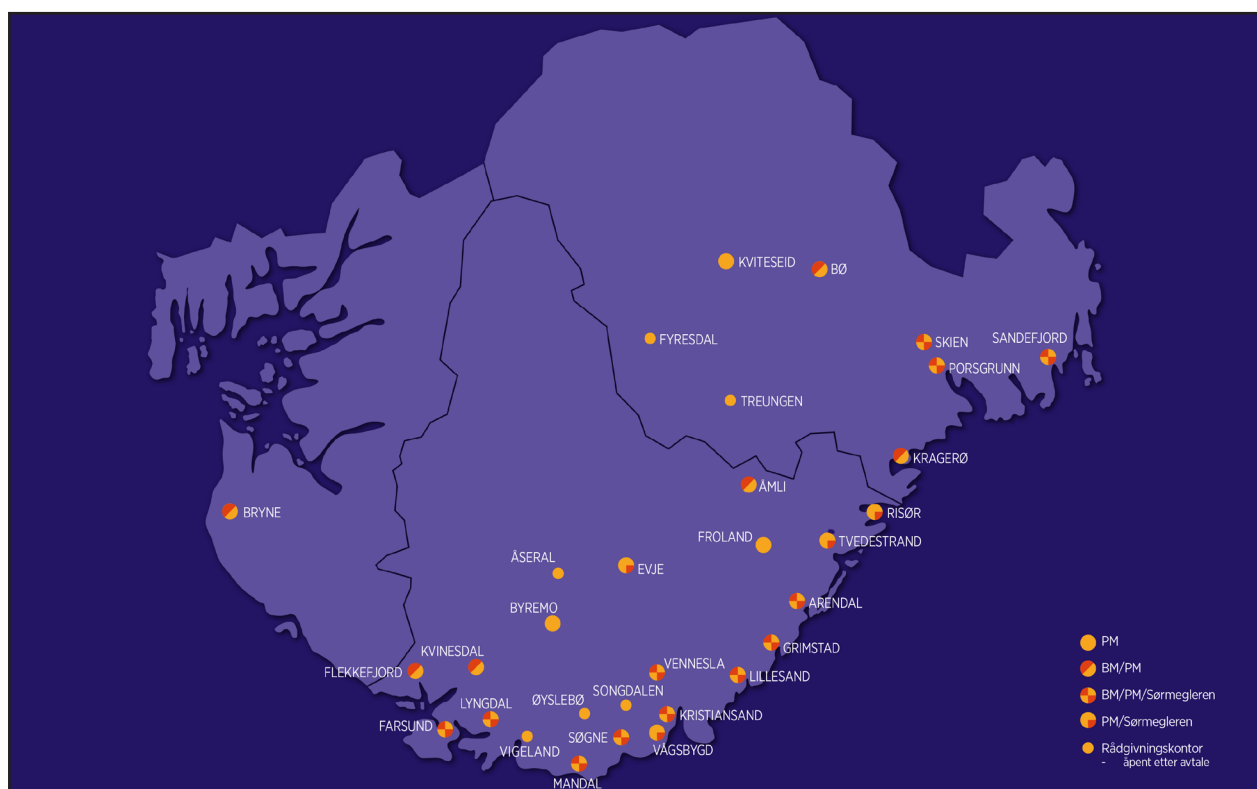 KVITESEID
BØ
FYRESDAL
SKIEN
SANDEFJORD
PORSGRUNN
TREUNGEN
KRAGERØ
ÅMLI
BRYNE
RISØR
FROLAND
TVEDESTRAND
ÅSERAL
EVJE
ARENDAL
BYREMO
GRIMSTAD
KVINESDAL
FLEKKEFJORD
VENNESLA
LILLESAND
SONGDALEN
ØYSLEBØ
LYNGDAL
KRISTIANSAND
FARSUND
SØGNE
VIGELAND
VÅGSBYGD
MANDAL
PM
BM/PM
BM/PM/Sørmegleren
PM/Sørmegleren
Rådgivningskontor
- åpent etter avtale